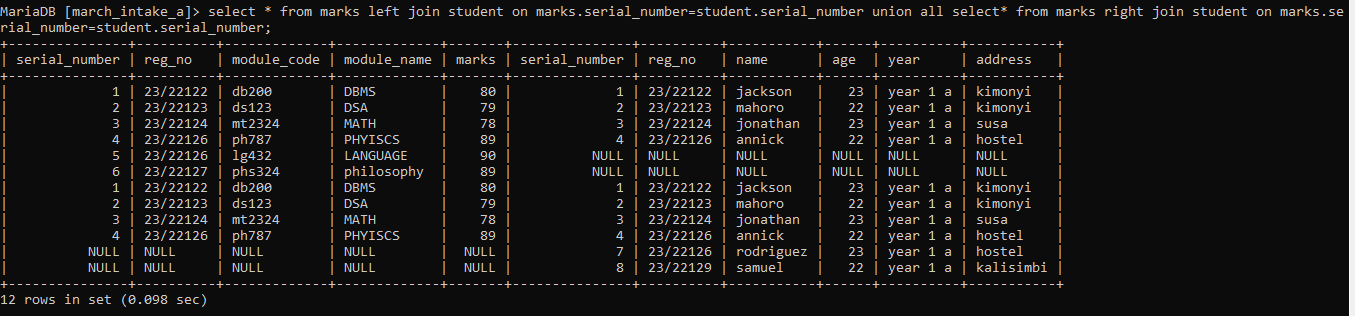 MariaDB [march_intake_a]> select * from marks left join student on marks.serial_number=student.serial_number union all select* from marks right join student on marks.se
rial_number=student.serial_number;
+---------------+----------+-------------+-------------+-------+---------------+----------+-----------+------+----------+-----------+
| serial_number | reg_no   | module_code | module_name | marks | serial_number | reg_no   | name      | age  | year     | address   |
+---------------+----------+-------------+-------------+-------+---------------+----------+-----------+------+----------+-----------+
|             1 | 23/22122 | db200       | DBMS        |    80 |             1 | 23/22122 | jackson   |   23 | year 1 a | kimonyi   |
|             2 | 23/22123 | ds123       | DSA         |    79 |             2 | 23/22123 | mahoro    |   22 | year 1 a | kimonyi   |
|             3 | 23/22124 | mt2324      | MATH        |    78 |             3 | 23/22124 | jonathan  |   23 | year 1 a | susa      |
|             4 | 23/22126 | ph787       | PHYISCS     |    89 |             4 | 23/22126 | annick    |   22 | year 1 a | hostel    |
|             5 | 23/22126 | lg432       | LANGUAGE    |    90 |          NULL | NULL     | NULL      | NULL | NULL     | NULL      |
|             6 | 23/22127 | phs324      | philosophy  |    89 |          NULL | NULL     | NULL      | NULL | NULL     | NULL      |
|             1 | 23/22122 | db200       | DBMS        |    80 |             1 | 23/22122 | jackson   |   23 | year 1 a | kimonyi   |
|             2 | 23/22123 | ds123       | DSA         |    79 |             2 | 23/22123 | mahoro    |   22 | year 1 a | kimonyi   |
|             3 | 23/22124 | mt2324      | MATH        |    78 |             3 | 23/22124 | jonathan  |   23 | year 1 a | susa      |
|             4 | 23/22126 | ph787       | PHYISCS     |    89 |             4 | 23/22126 | annick    |   22 | year 1 a | hostel    |
|          NULL | NULL     | NULL        | NULL        |  NULL |             7 | 23/22126 | rodriguez |   23 | year 1 a | hostel    |
|          NULL | NULL     | NULL        | NULL        |  NULL |             8 | 23/22129 | samuel    |   22 | year 1 a | kalisimbi |
+---------------+----------+-------------+-------------+-------+---------------+----------+-----------+------+----------+-----------+
12 rows in set (0.098 sec)